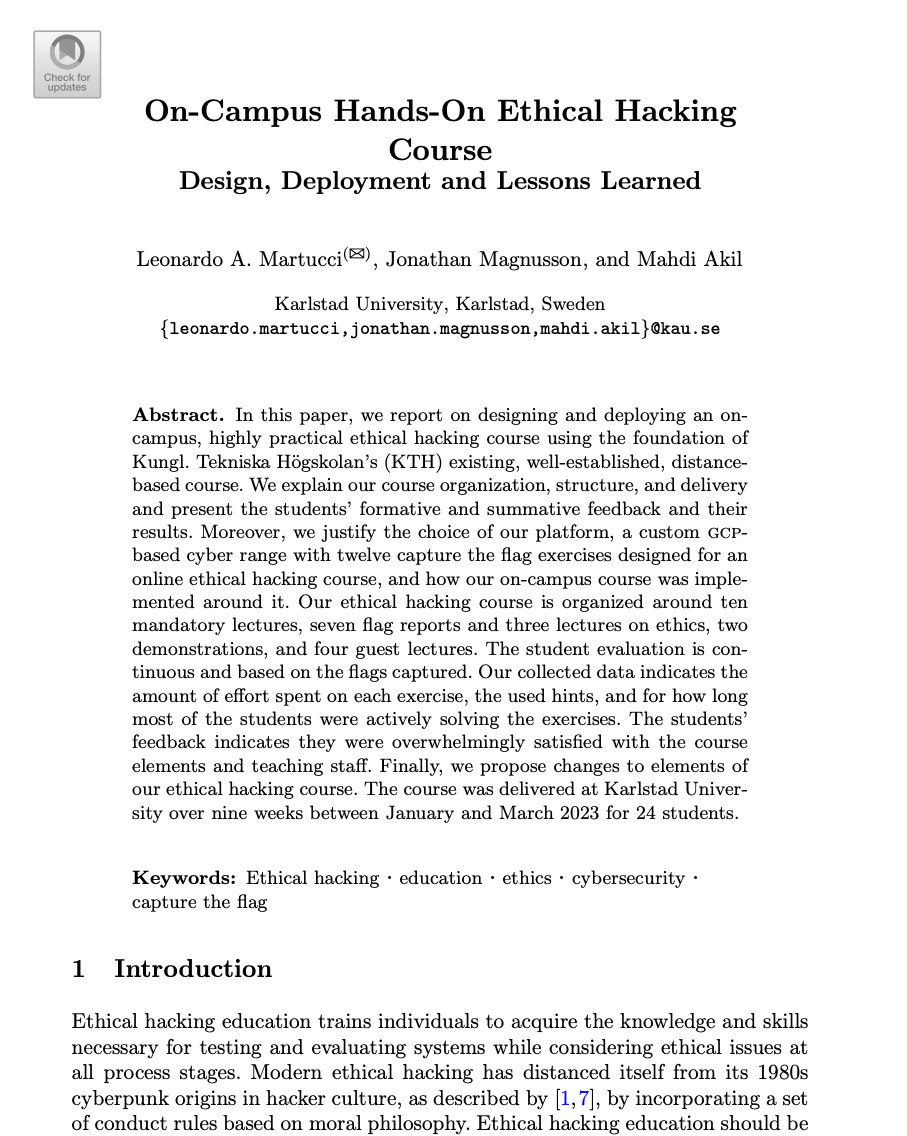 Check for
updates
On-Campus Hands-On Ethical Hacking
Course
Design, Deployment and Lessons Learned
Leonardo A. Martucci(✉), Jonathan Magnusson, and Mahdi Akil
Karlstad University, Karlstad, Sweden
{leonardo.martucci,jonathan.magnusson,mahdi.akil}@kau.se
Abstract. In this paper, we report on designing and deploying an on-
campus, highly practical ethical hacking course using the foundation of
Kungl. Tekniska Högskolan's (KTH) existing, well-established, distance-
based course. We explain our course organization, structure, and delivery
and present the students' formative and summative feedback and their
results. Moreover, we justify the choice of our platform, a custom GCP-
based cyber range with twelve capture the flag exercises designed for an
online ethical hacking course, and how our on-campus course was imple-
mented around it. Our ethical hacking course is organized around ten
mandatory lectures, seven flag reports and three lectures on ethics, two
demonstrations, and four guest lectures. The student evaluation is con-
tinuous and based on the flags captured. Our collected data indicates the
amount of effort spent on each exercise, the used hints, and for how long
most of the students were actively solving the exercises. The students'
feedback indicates they were overwhelmingly satisfied with the course
elements and teaching staff. Finally, we propose changes to elements of
our ethical hacking course. The course was delivered at Karlstad Univer-
sity over nine weeks between January and March 2023 for 24 students.
Keywords: Ethical hacking · education · ethics · cybersecurity ·
capture the flag
1 Introduction
Ethical hacking education trains individuals to acquire the knowledge and skills
necessary for testing and evaluating systems while considering ethical issues at
all process stages. Modern ethical hacking has distanced itself from its 1980s
cyberpunk origins in hacker culture, as described by [1,7], by incorporating a set
of conduct rules based on moral philosophy. Ethical hacking education should be